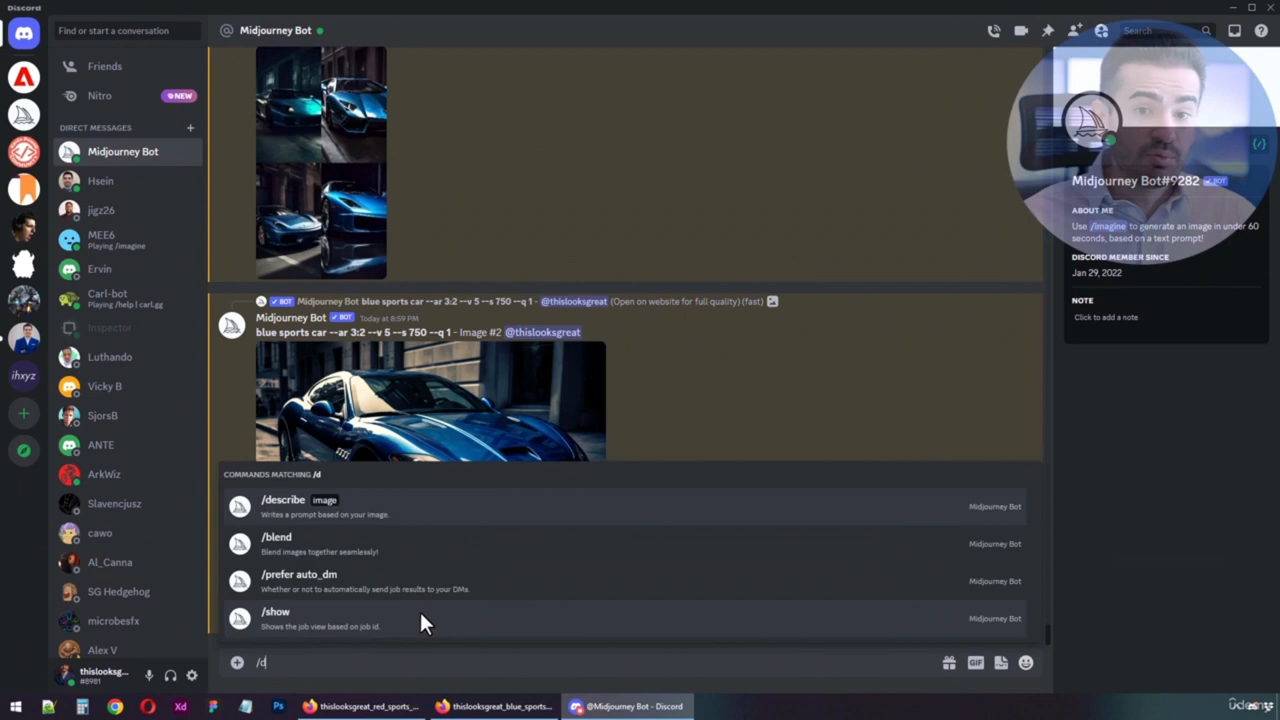 Discord
Find or start a conversation
Midjourney Bot
Search
Friends
Nitro
NEW
DIRECT MESSAGES
Midjourney Bot
Hsein
jigz26
MEE6
Playing /imagine
Ervin
Carl-bot
Playing /help | carl.gg
Inspector
Luthando
Vicky B
SjorsB
ANTE
ArkWiz
Slavencjusz
cawo
Al_Canna
SG Hedgehog
microbesfx
Alex V
ihxyz
thislooksg...
#8981
BOT Midjourney Bot blue sports car --ar 3:2 --v 5 --s 750 --q 1 - @thislooksgreat (Open on website for full quality) (fast)
Midjourney Bot BOT Today at 8:59 PM
blue sports car --ar 3:2 --v 5 --s 750 --q 1 - Image #2 @thislooksgreat
COMMANDS MATCHING /d
/describe image
Writes a prompt based on your image.
Midjourney Bot
/blend
Blend images together seamlessly!
Midjourney Bot
/prefer auto_dm
Whether or not to automatically send job results to your DMs.
Midjourney Bot
/show
Shows the job view based on job id.
Midjourney Bot
/d
GIF
Midjourney Bot#9282 BOT
ABOUT ME
Use /imagine to generate an image in under 60
seconds, based on a text prompt!
DISCORD MEMBER SINCE
Jan 29, 2022
NOTE
Click to add a note
Xd
Ps
thislooksgreat_red_sports_...
thislooksgreat_blue_sports...
@Midjourney Bot - Discord